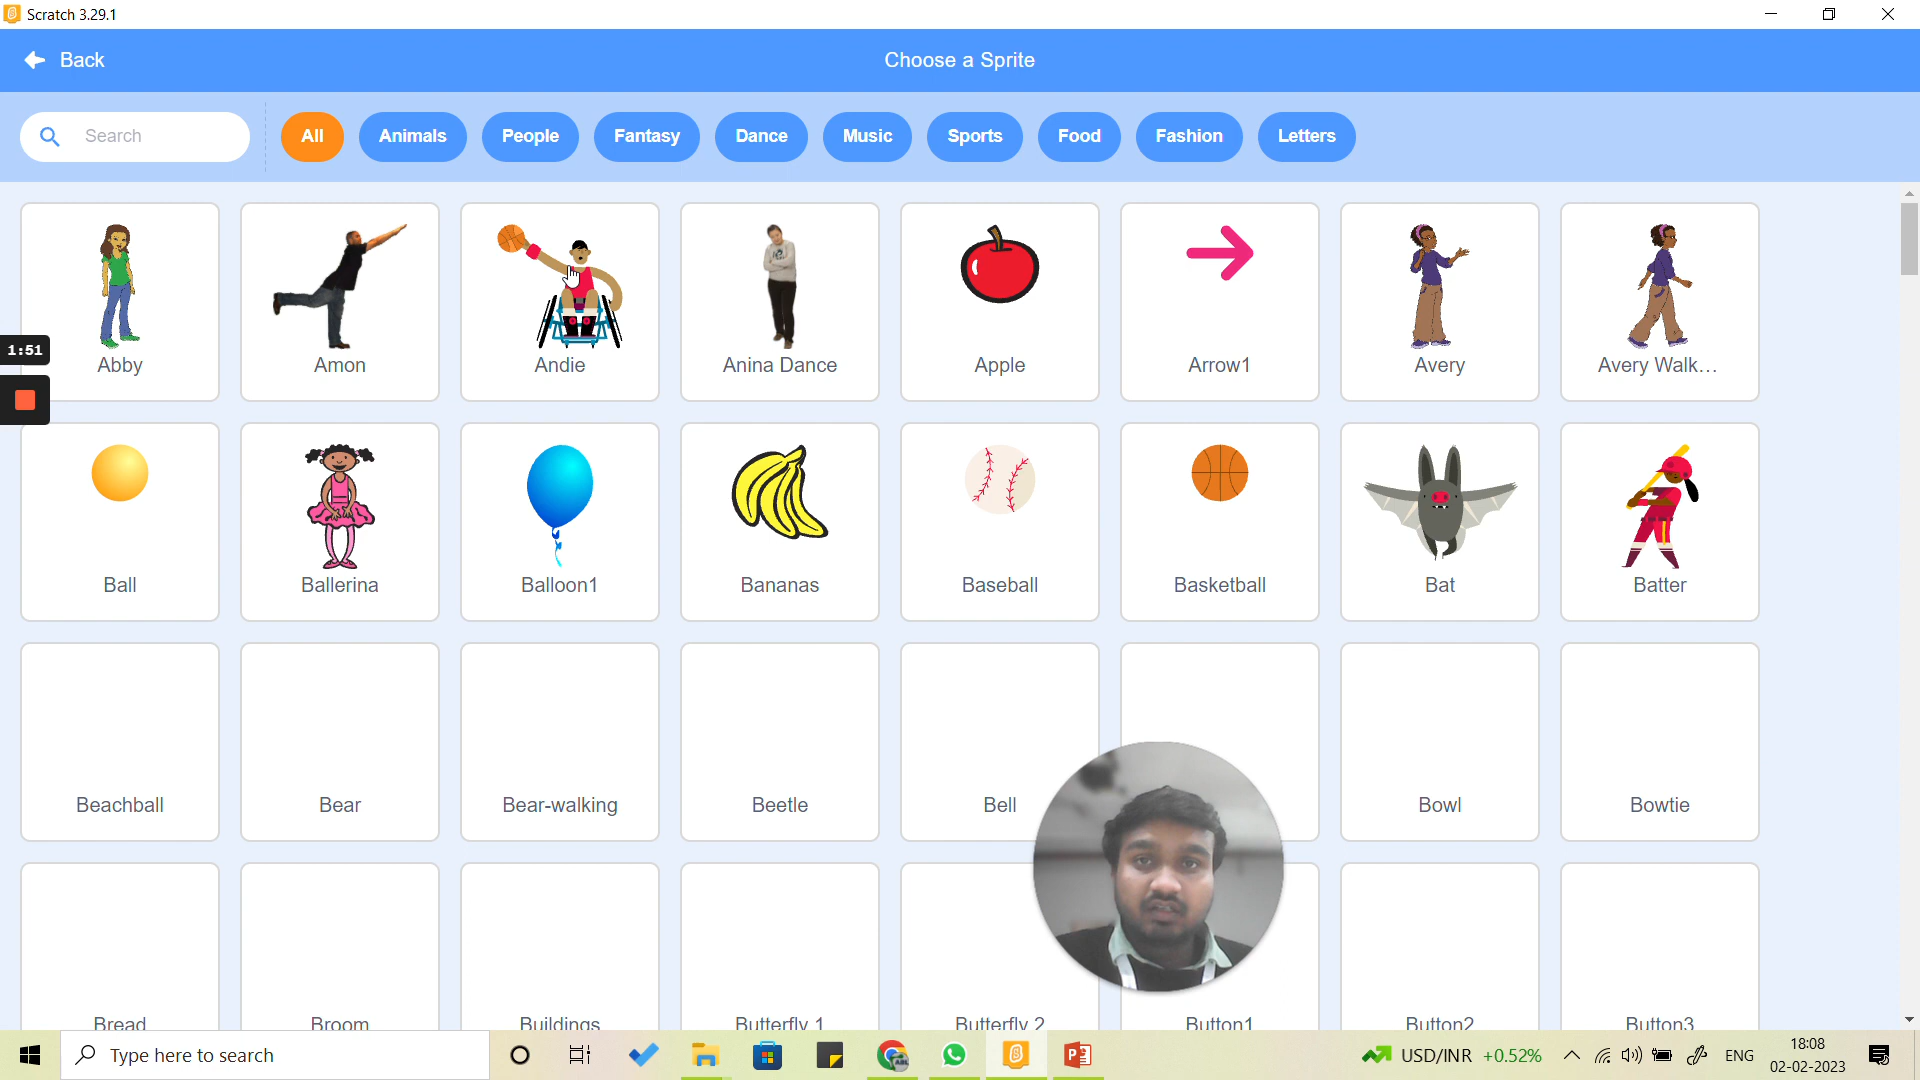 Scratch 3.29.1
Back
Choose a Sprite
Search
All
Animals
People
Fantasy
Dance
Music
Sports
Food
Fashion
Letters
Abby
Amon
Andie
Anina Dance
Apple
Arrow1
Avery
Avery Walk...
1:51
Ball
Ballerina
Balloon1
Bananas
Baseball
Basketball
Bat
Batter
Beachball
Bear
Bear-walking
Beetle
Bell
Bowl
Bowtie
Bread
Broom
Buildings
Butterfly 1
Butterfly 2
Button1
Button2
Button3
Type here to search
USD/INR +0.52%
ENG
18:08
02-02-2023